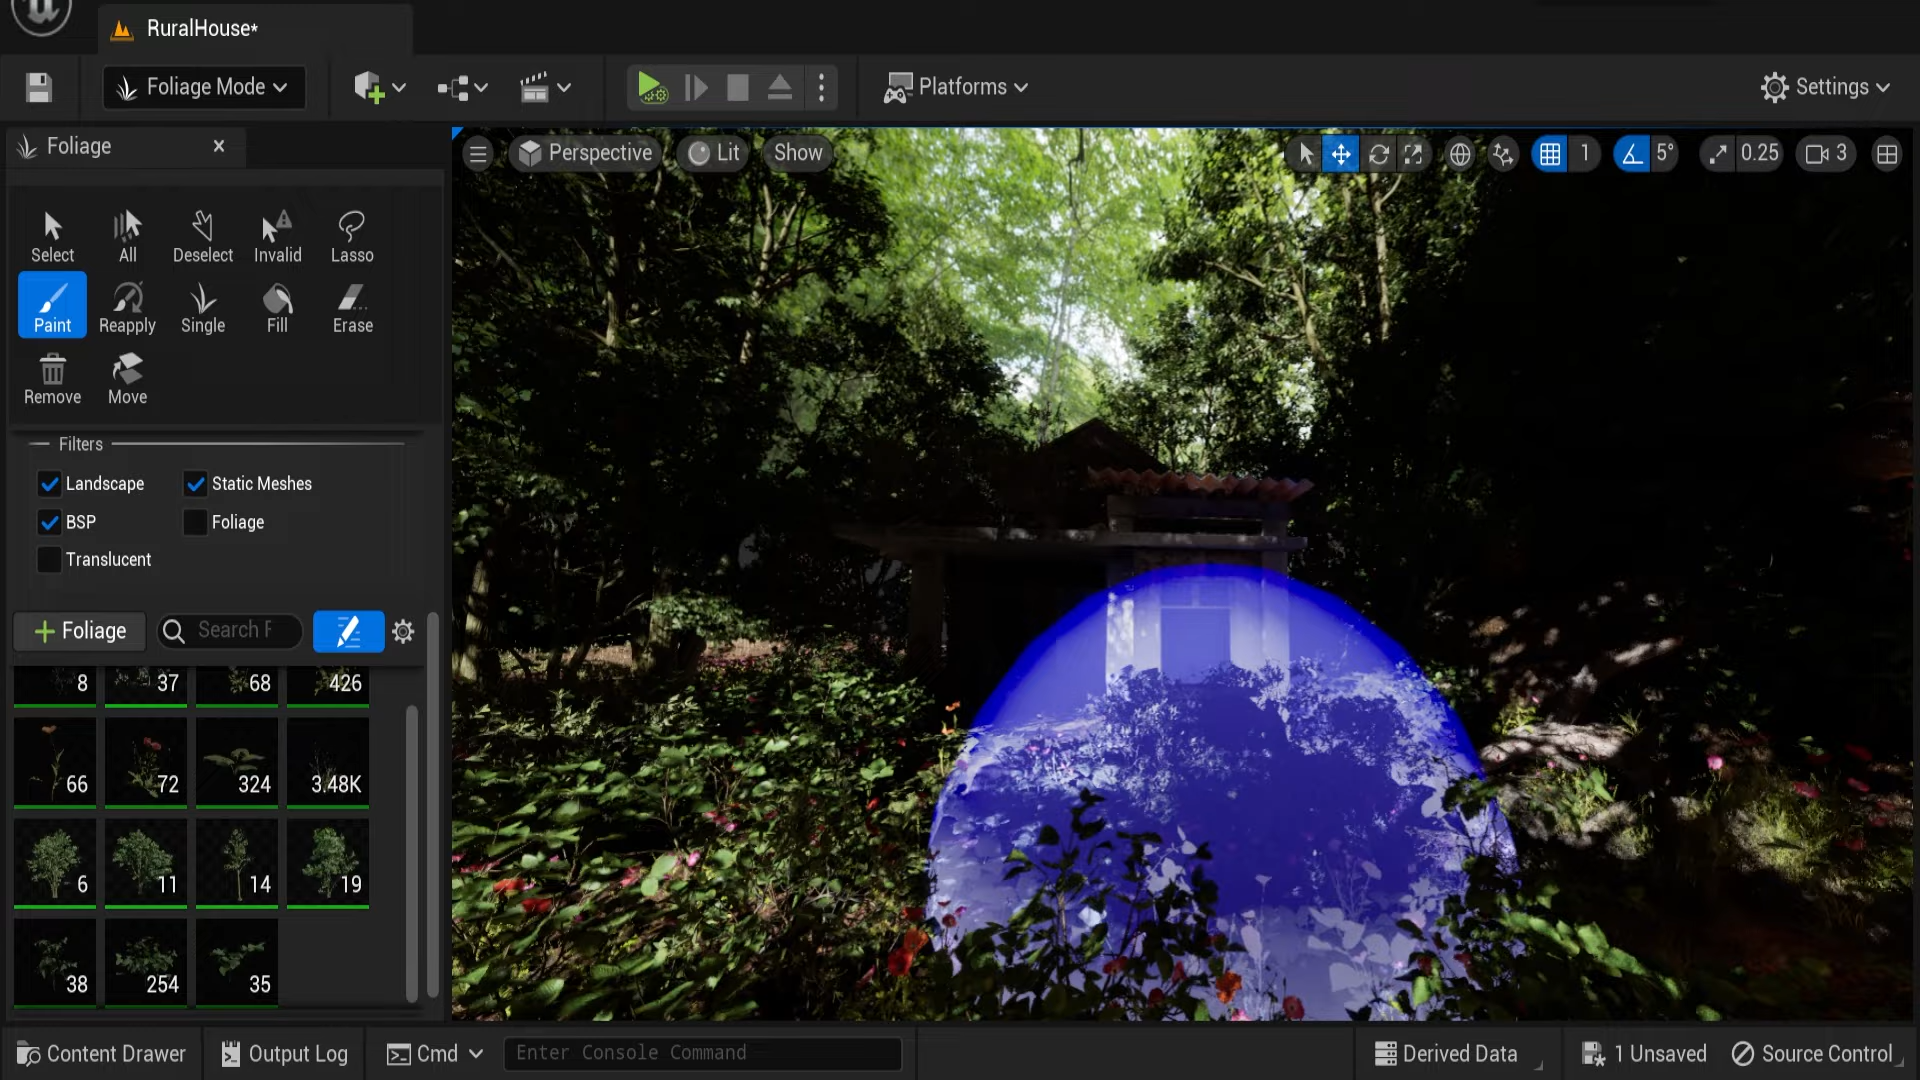 RuralHouse*
Foliage Mode
Platforms
Settings
Foliage
Perspective
Lit
Show
1
5°
0.25
3
Select
All
Deselect
Invalid
Lasso
Paint
Reapply
Single
Fill
Erase
Remove
Move
Filters
Landscape
Static Meshes
BSP
Foliage
Translucent
Foliage
Search F
8
37
68
426
66
72
324
3.48K
6
11
14
19
38
254
35
Content Drawer
Output Log
Cmd
Enter Console Command
Derived Data
1 Unsaved
Source Control